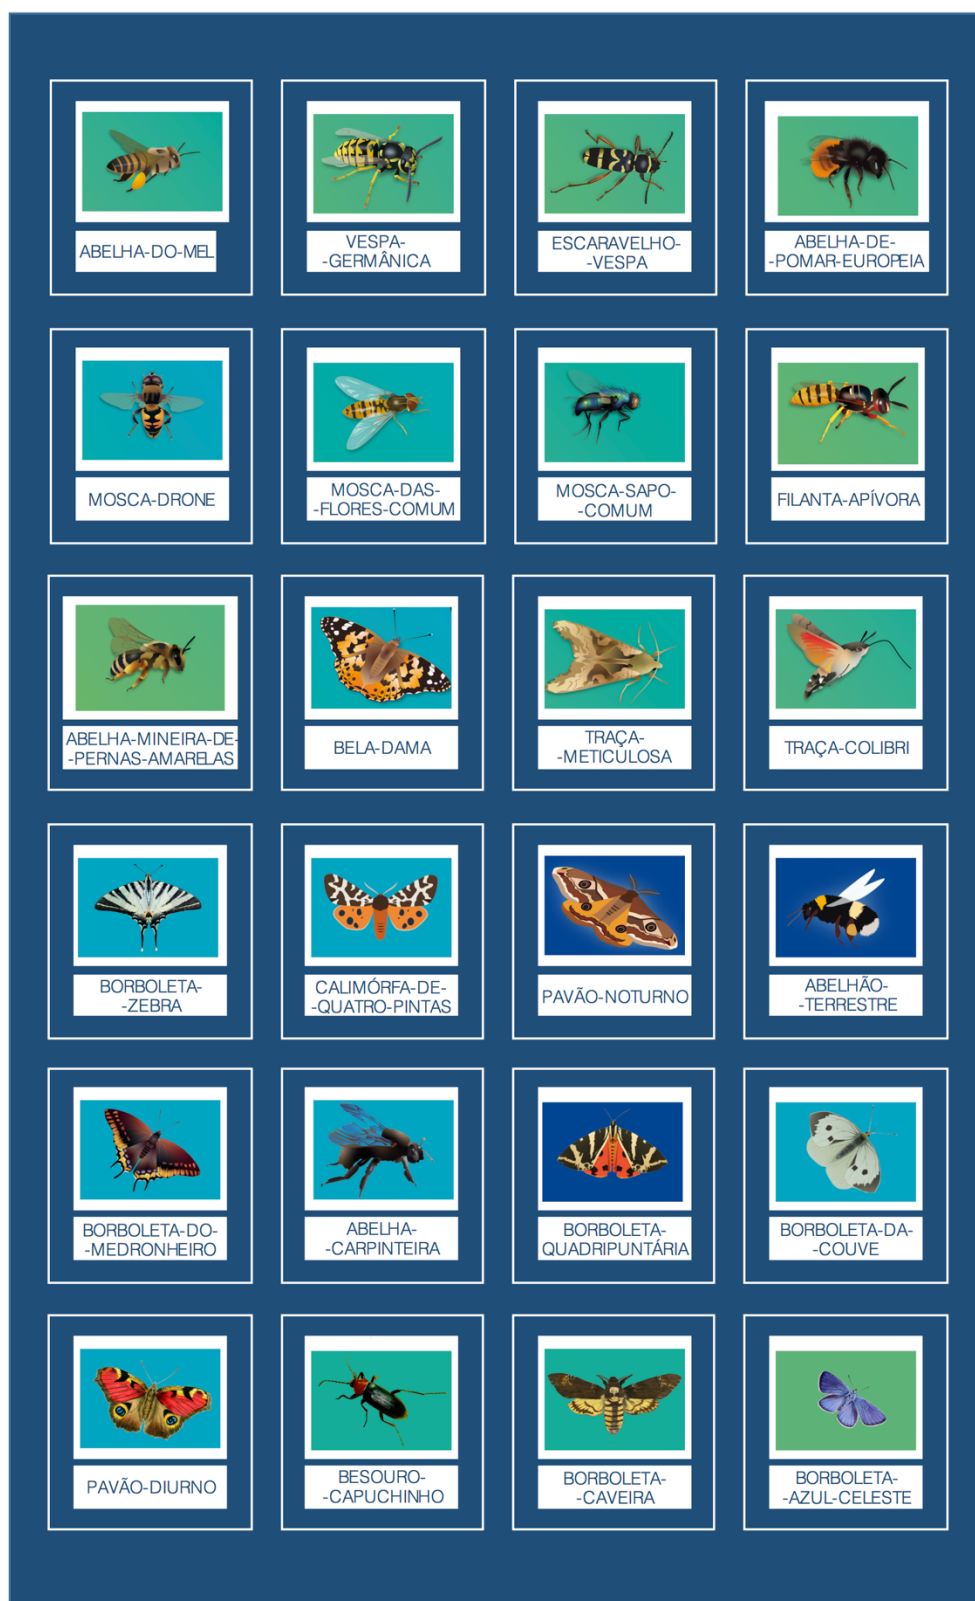 ABELHA-DO-MEL
VESPA-
-GERMÂNICA
ESCARAVELHO-
-VESPA
ABELHA-DE-
-POMAR-EUROPEIA
MOSCA-DRONE
MOSCA-DAS-
-FLORES-COMUM
MOSCA-SAPO-
-COMUM
FILANTA-APÍVORA
ABELHA-MINEIRA-DE-
-PERNAS-AMARELAS
BELA-DAMA
TRAÇA-
-METICULOSA
TRAÇA-COLIBRI
BORBOLETA-
-ZEBRA
CALIMÓRFA-DE-
-QUATRO-PINTAS
PAVÃO-NOTURNO
ABELHÃO-
-TERRESTRE
BORBOLETA-DO-
-MEDRONHEIRO
ABELHA-
-CARPINTEIRA
BORBOLETA-
QUADRIPUNTÁRIA
BORBOLETA-DA-
-COUVE
PAVÃO-DIURNO
BESOURO-
-CAPUCHINHO
BORBOLETA-
-CAVEIRA
BORBOLETA-
-AZUL-CELESTE